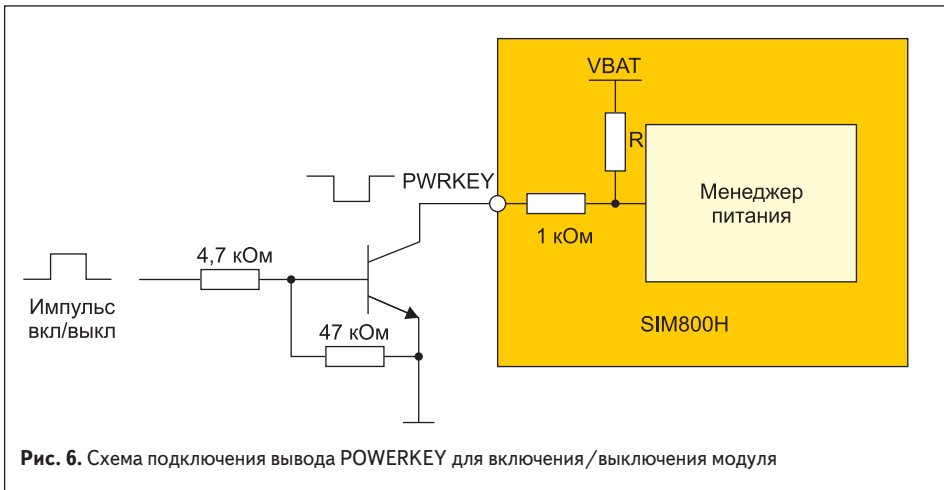 VBAT
R
PWRKEY
Менеджер
питания
1 кОм
4,7 кОм
Импульс
вкл/выкл
47 кОм
SIM800H
Рис. 6. Схема подключения вывода POWERKEY для включения/выключения модуля